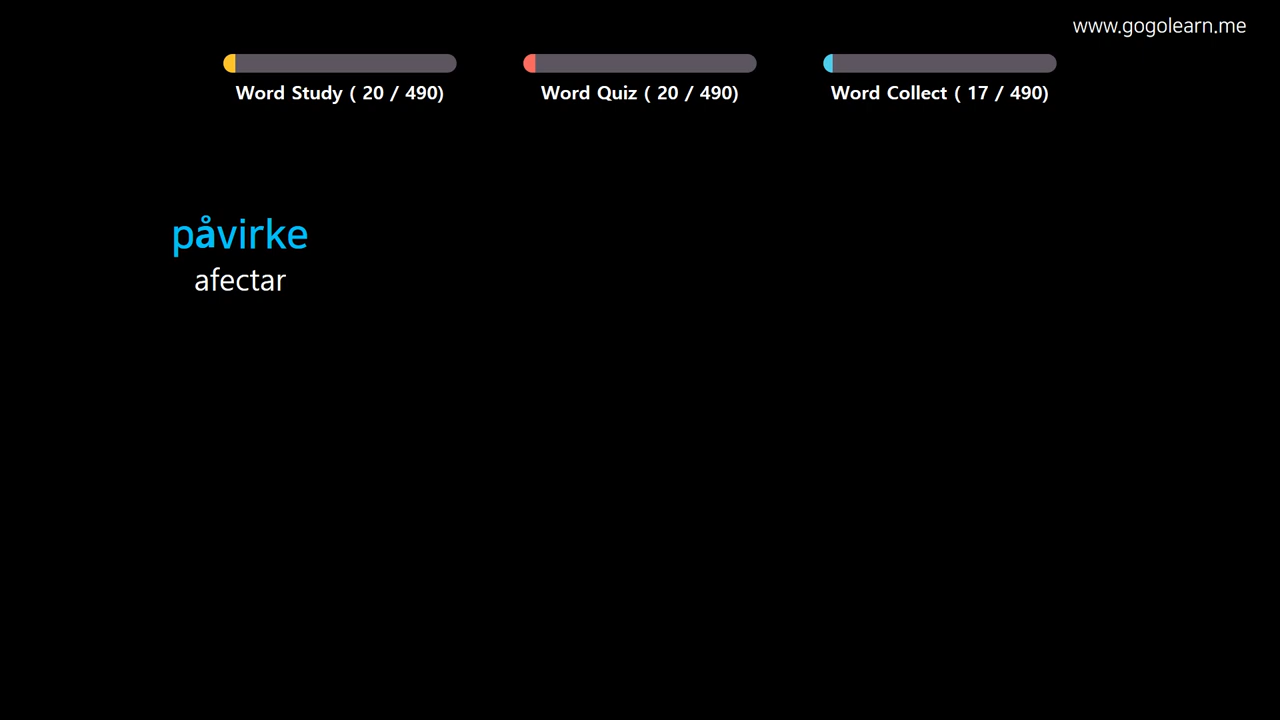 www.gogolearn.me
Word Study ( 20 / 490)
Word Quiz ( 20 / 490)
Word Collect ( 17 / 490)
påvirke
afectar